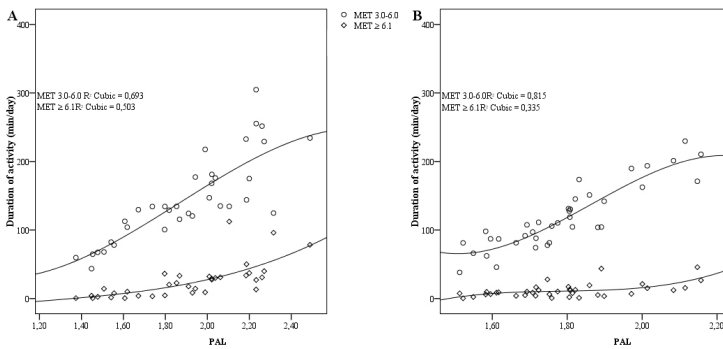 A
400
300
200
100
0
Duration of activity (min/day)
MET 3.0-6.0 R² Cubic = 0,693
MET ≥ 6.1R² Cubic = 0,503
1,20 1,40 1,60 1,80 2,00 2,20 2,40
PAL
MET 3.0-6.0
MET ≥ 6.1
B
400
300
200
100
0
Duration of activity (min/day)
MET 3.0-6.0R² Cubic = 0,815
MET ≥ 6.1R² Cubic = 0,335
1,60 1,80 2,00 2,20
PAL